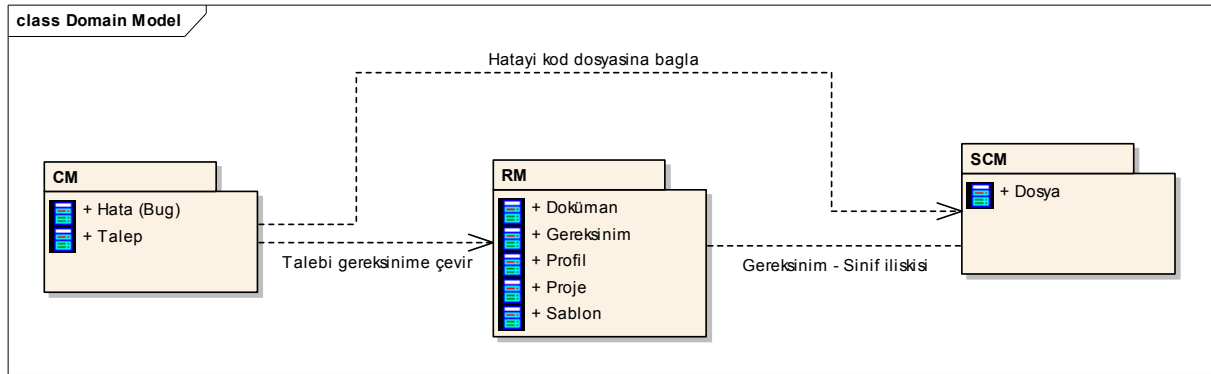 class Domain Model
Hatayi kod dosyasina bagla
CM
+ Hata (Bug)
+ Talep
Talebi gereksinime çevir
RM
+ Doküman
+ Gereksinim
+ Profil
+ Proje
+ Sablon
Gereksinim - Sinif iliskisi
SCM
+ Dosya